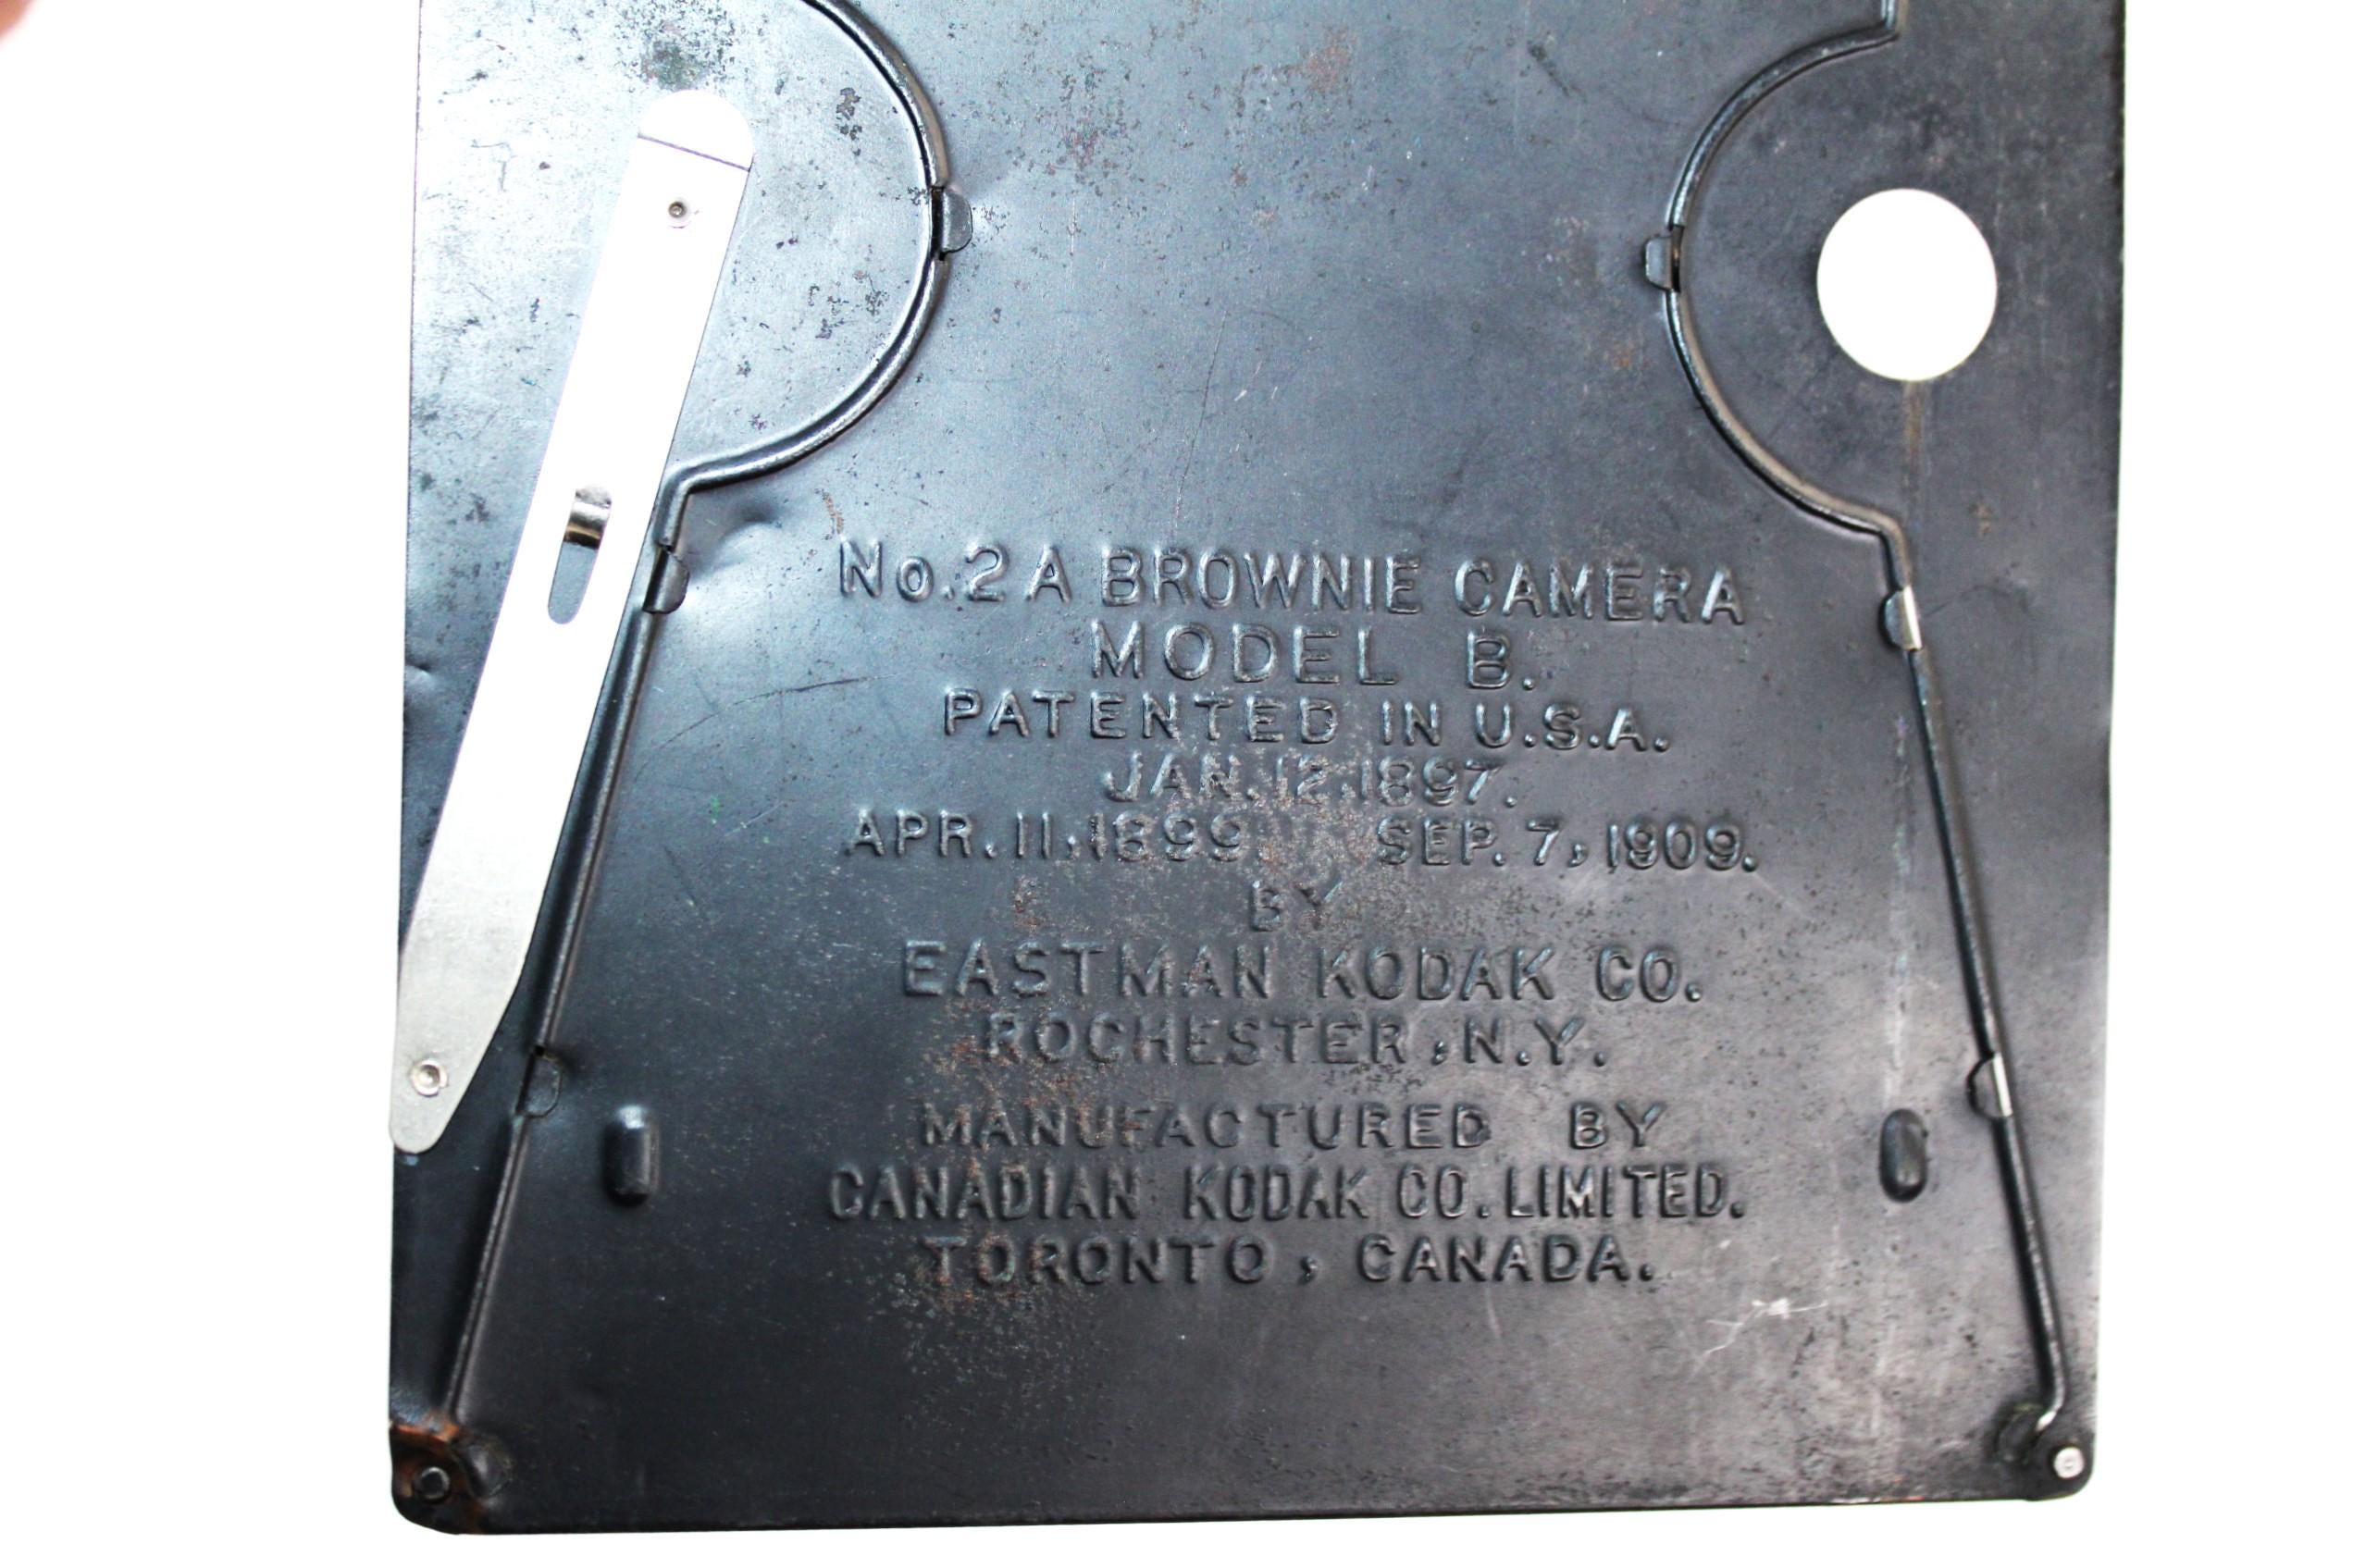 No. 2 A BROWNIE CAMERA
MODEL B.
PATENTED IN U.S.A.
JAN. 12, 1897.
APR. 11, 1899 SEP. 7, 1909.
BY
EASTMAN KODAK CO.
ROCHESTER, N.Y.
MANUFACTURED BY
CANADIAN KODAK CO. LIMITED.
TORONTO, CANADA.